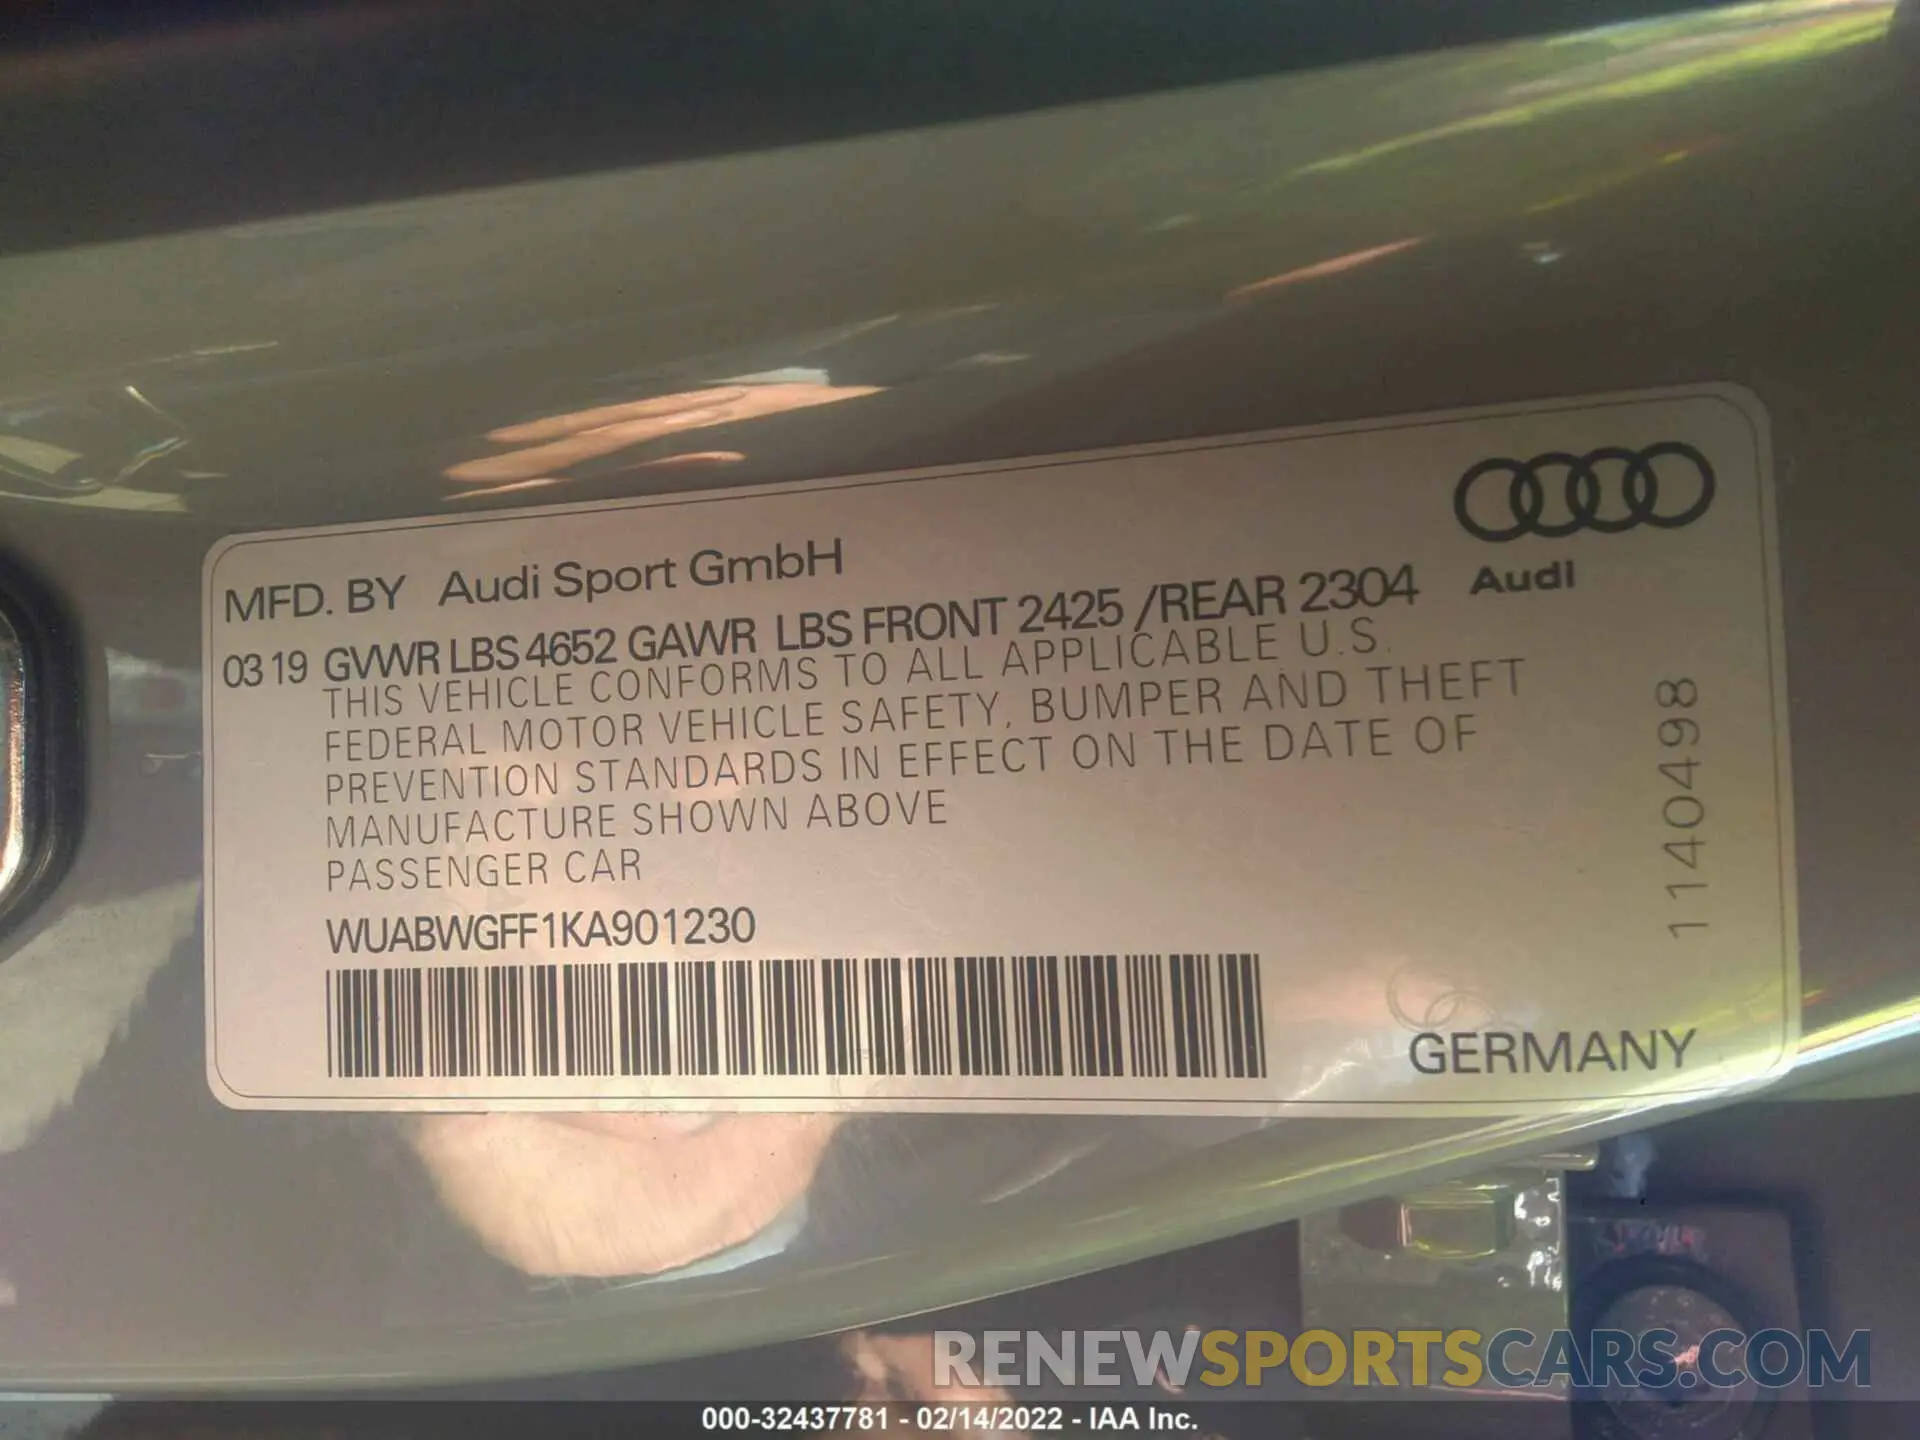 MFD. BY Audi Sport GmbH
0319 GVWR LBS 4652 GAWR LBS FRONT 2425 /REAR 2304
Audi
THIS VEHICLE CONFORMS TO ALL APPLICABLE U.S.
FEDERAL MOTOR VEHICLE SAFETY, BUMPER AND THEFT
PREVENTION STANDARDS IN EFFECT ON THE DATE OF
MANUFACTURE SHOWN ABOVE
PASSENGER CAR
1140498
WUABWGFF1KA901230
GERMANY
RENEWSPORTSCARS.COM
000-32437781 - 02/14/2022 - IAA Inc.